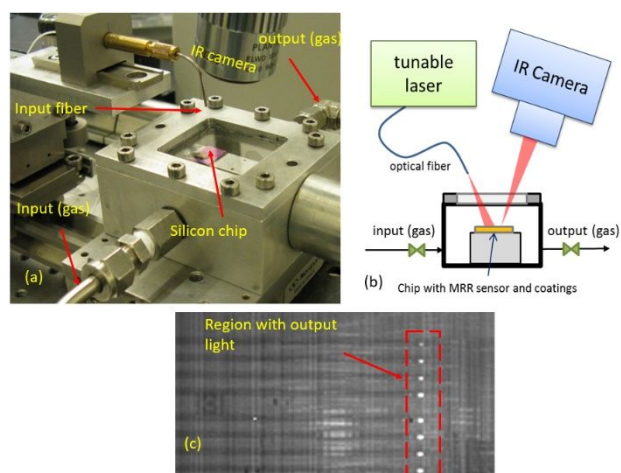 output (gas)
IR camera
PLAN
Input fiber
Input (gas)
Silicon chip
(a)
tunable
laser
IR Camera
optical fiber
input (gas)
output (gas)
(b)
Chip with MRR sensor and coatings
Region with output
light
(c)